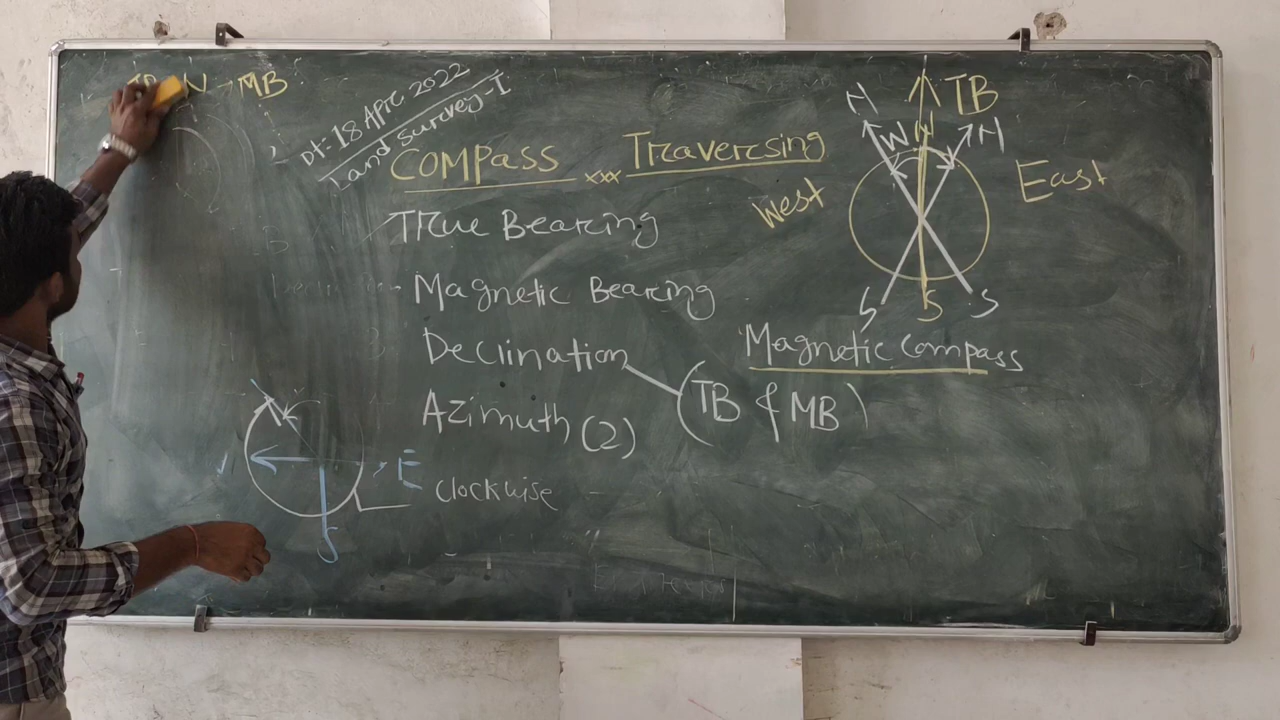 MB
Dt-18 Apr. 2022
Land Survey-I
COMPASS xxx Traversing
True Bearing
Magnetic Bearing
Declination (TB & MB)
Azimuth (2)
Clockwise
E
S
TB
N
W N
N
West
East
S S S
Magnetic Compass